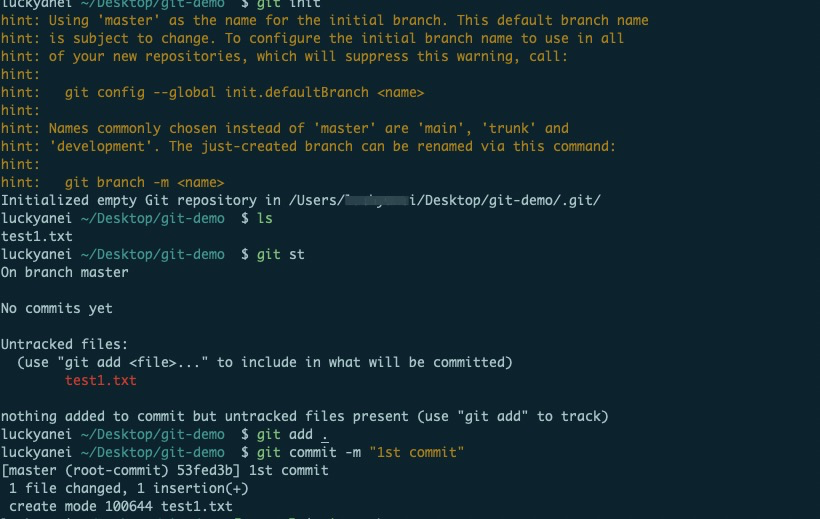 luckyanei ~/Desktop/git-demo  $ git init
hint: Using 'master' as the name for the initial branch. This default branch name
hint: is subject to change. To configure the initial branch name to use in all
hint: of your new repositories, which will suppress this warning, call:
hint:
hint:   git config --global init.defaultBranch <name>
hint:
hint: Names commonly chosen instead of 'master' are 'main', 'trunk' and
hint: 'development'. The just-created branch can be renamed via this command:
hint:
hint:   git branch -m <name>
Initialized empty Git repository in /Users/i/Desktop/git-demo/.git/
luckyanei ~/Desktop/git-demo  $ ls
test1.txt
luckyanei ~/Desktop/git-demo  $ git st
On branch master
No commits yet
Untracked files:
  (use "git add <file>..." to include in what will be committed)
        test1.txt
nothing added to commit but untracked files present (use "git add" to track)
luckyanei ~/Desktop/git-demo  $ git add .
luckyanei ~/Desktop/git-demo  $ git commit -m "1st commit"
[master (root-commit) 53fed3b] 1st commit
 1 file changed, 1 insertion(+)
 create mode 100644 test1.txt